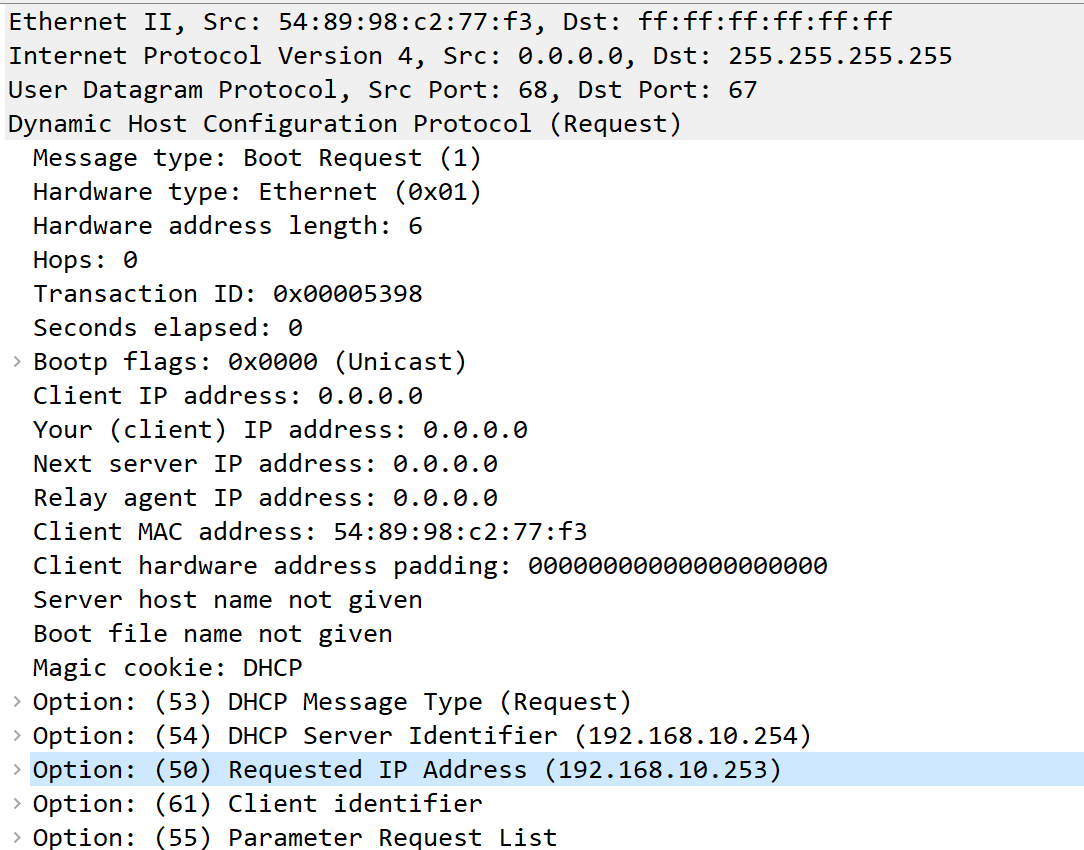 Ethernet II, Src: 54:89:98:c2:77:f3, Dst: ff:ff:ff:ff:ff:ff
Internet Protocol Version 4, Src: 0.0.0.0, Dst: 255.255.255.255
User Datagram Protocol, Src Port: 68, Dst Port: 67
Dynamic Host Configuration Protocol (Request)
Message type: Boot Request (1)
Hardware type: Ethernet (0x01)
Hardware address length: 6
Hops: 0
Transaction ID: 0x00005398
Seconds elapsed: 0
Bootp flags: 0x0000 (Unicast)
Client IP address: 0.0.0.0
Your (client) IP address: 0.0.0.0
Next server IP address: 0.0.0.0
Relay agent IP address: 0.0.0.0
Client MAC address: 54:89:98:c2:77:f3
Client hardware address padding: 00000000000000000000
Server host name not given
Boot file name not given
Magic cookie: DHCP
Option: (53) DHCP Message Type (Request)
Option: (54) DHCP Server Identifier (192.168.10.254)
Option: (50) Requested IP Address (192.168.10.253)
Option: (61) Client identifier
Option: (55) Parameter Request List